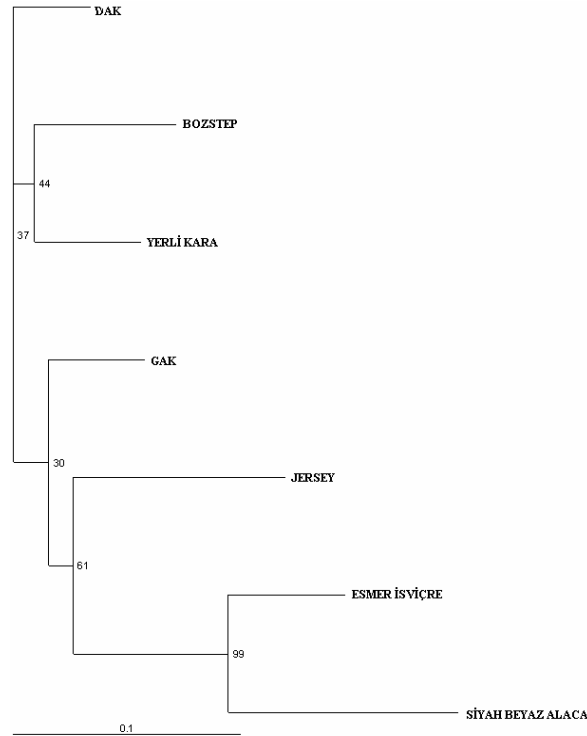 DAK
BOZSTEP
44
37
YERLİ KARA
GAK
30
JERSEY
61
ESMER İSVİÇRE
99
SİYAH BEYAZ ALACA
0.1